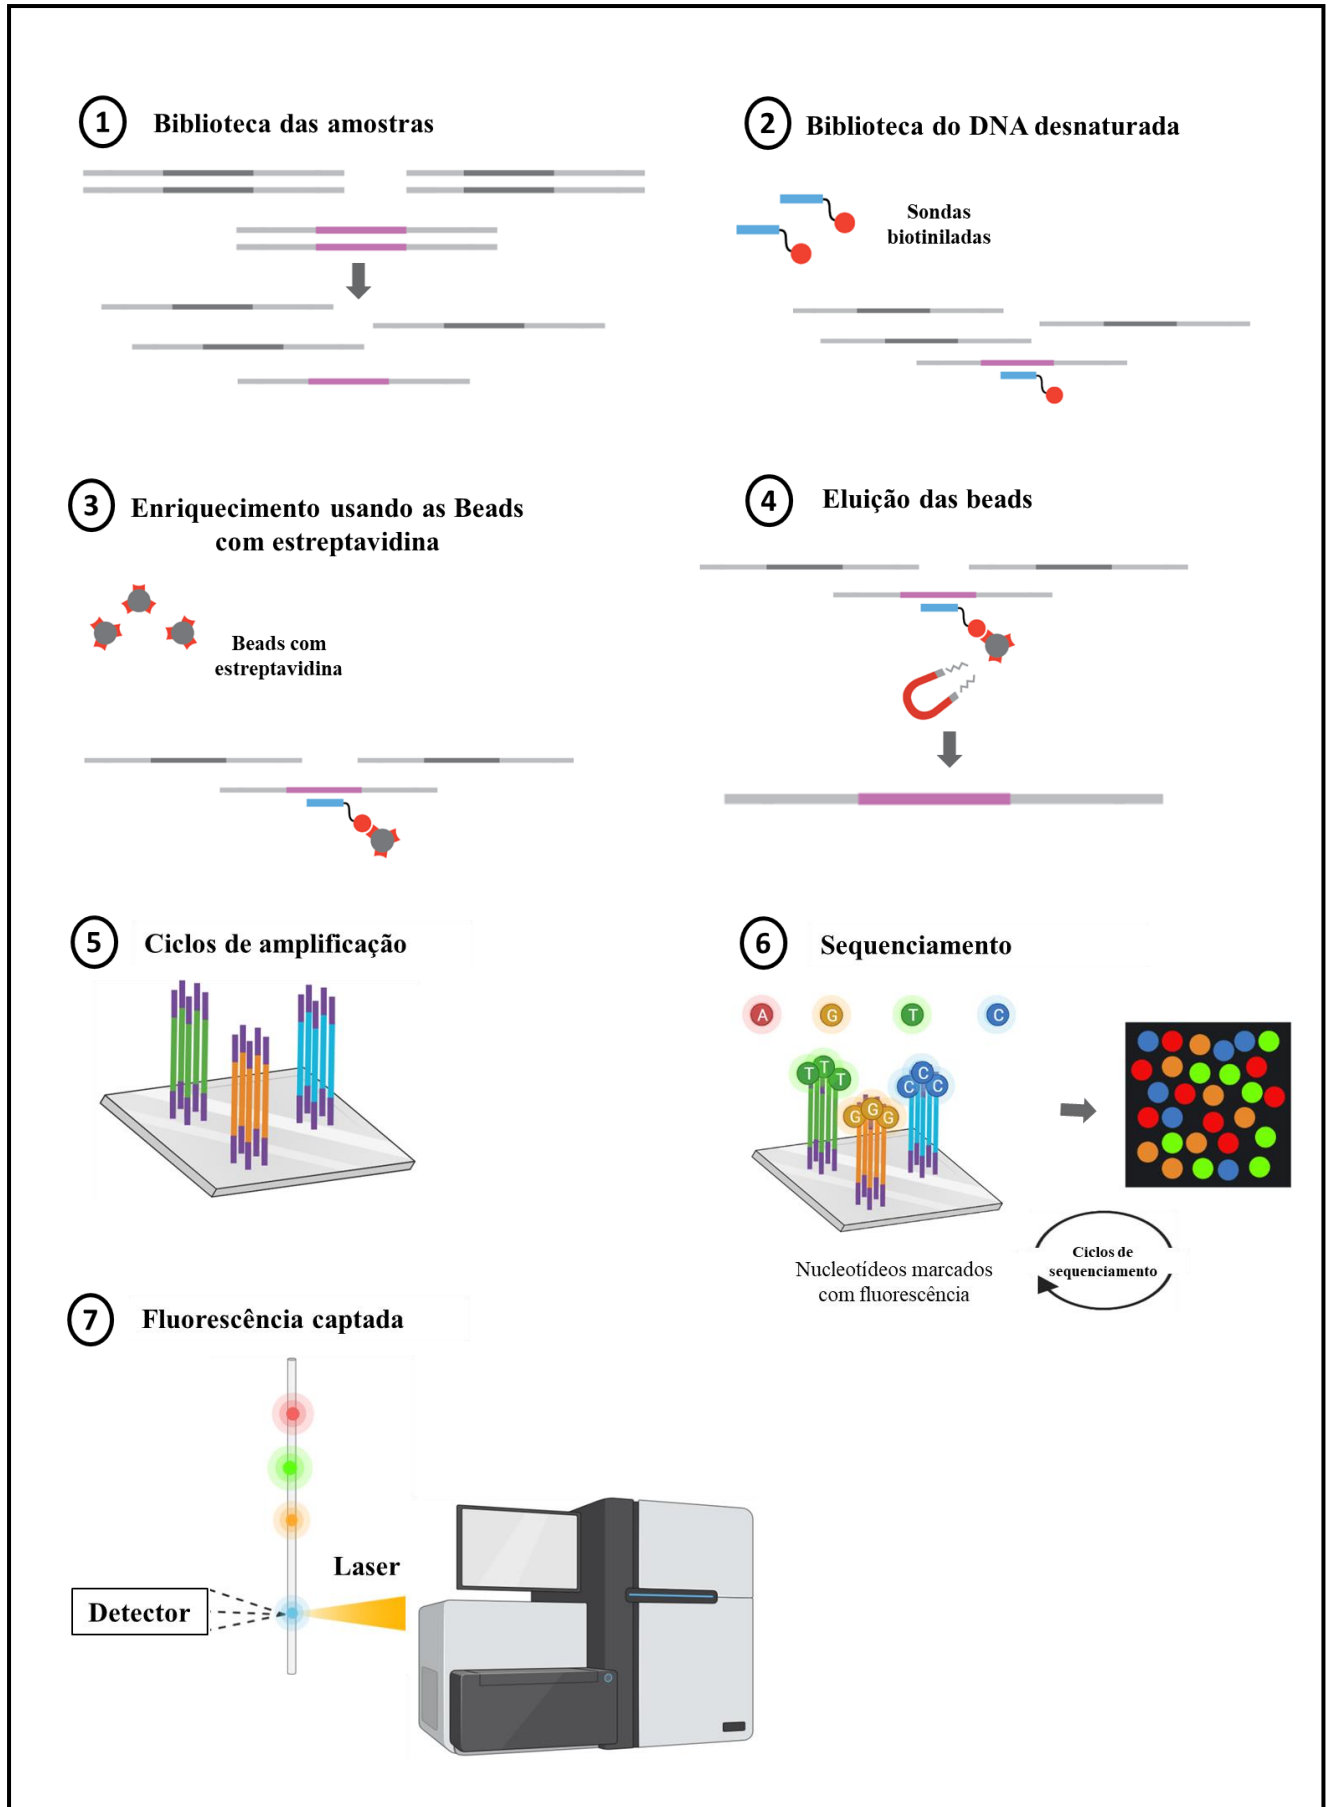 1 Biblioteca das amostras
2 Biblioteca do DNA desnaturada
Sondas
biotiniladas
3 Enriquecimento usando as Beads
com estreptavidina
Beads com
estreptavidina
4 Eluição das beads
5 Ciclos de amplificação
6 Sequenciamento
A G T C
T T T
G G G
C C C
Nucleotídeos marcados
com fluorescência
Ciclos de
sequenciamento
7 Fluorescência captada
Laser
Detector